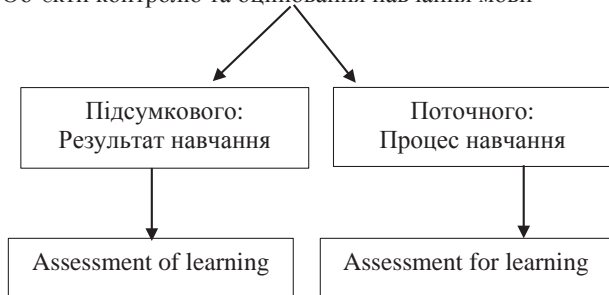 Об'єкти контролю та оцінювання навчання мови
Підсумкового:
Результат навчання
Поточного:
Процес навчання
Assessment of learning
Assessment for learning